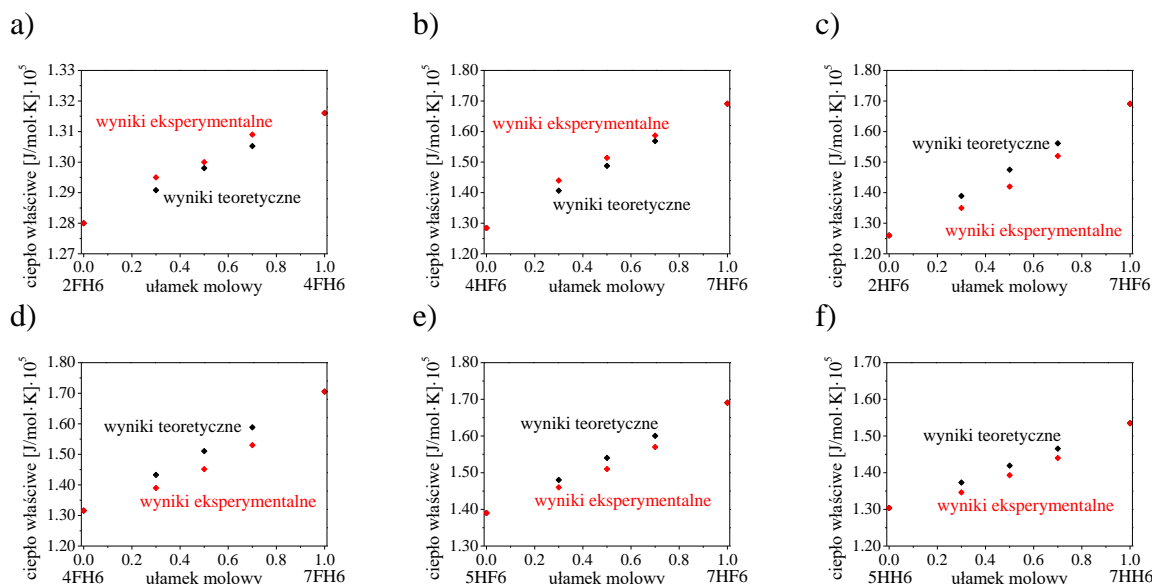 a)
ciepło właściwe [J/mol·K]·10⁵
1.33
1.32
1.31
1.30
1.29
1.28
1.27
wyniki eksperymentalne
wyniki teoretyczne
0.0 0.2 0.4 0.6 0.8 1.0
2FH6 ułamek molowy 4FH6
b)
ciepło właściwe [J/mol·K]·10⁵
1.80
1.70
1.60
1.50
1.40
1.30
1.20
wyniki eksperymentalne
wyniki teoretyczne
0.0 0.2 0.4 0.6 0.8 1.0
4HF6 ułamek molowy 7HF6
c)
ciepło właściwe [J/mol·K]·10⁵
1.80
1.70
1.60
1.50
1.40
1.30
1.20
wyniki teoretyczne
wyniki eksperymentalne
0.0 0.2 0.4 0.6 0.8 1.0
2HF6 ułamek molowy 7HF6
d)
ciepło właściwe [J/mol·K]·10⁵
1.80
1.70
1.60
1.50
1.40
1.30
1.20
wyniki teoretyczne
wyniki eksperymentalne
0.0 0.2 0.4 0.6 0.8 1.0
4FH6 ułamek molowy 7FH6
e)
ciepło właściwe [J/mol·K]·10⁵
1.80
1.70
1.60
1.50
1.40
1.30
wyniki teoretyczne
wyniki eksperymentalne
0.0 0.2 0.4 0.6 0.8 1.0
5HF6 ułamek molowy 7HF6
f)
ciepło właściwe [J/mol·K]·10⁵
1.70
1.60
1.50
1.40
1.30
1.20
wyniki teoretyczne
wyniki eksperymentalne
0.0 0.2 0.4 0.6 0.8 1.0
5HH6 ułamek molowy 7HH6